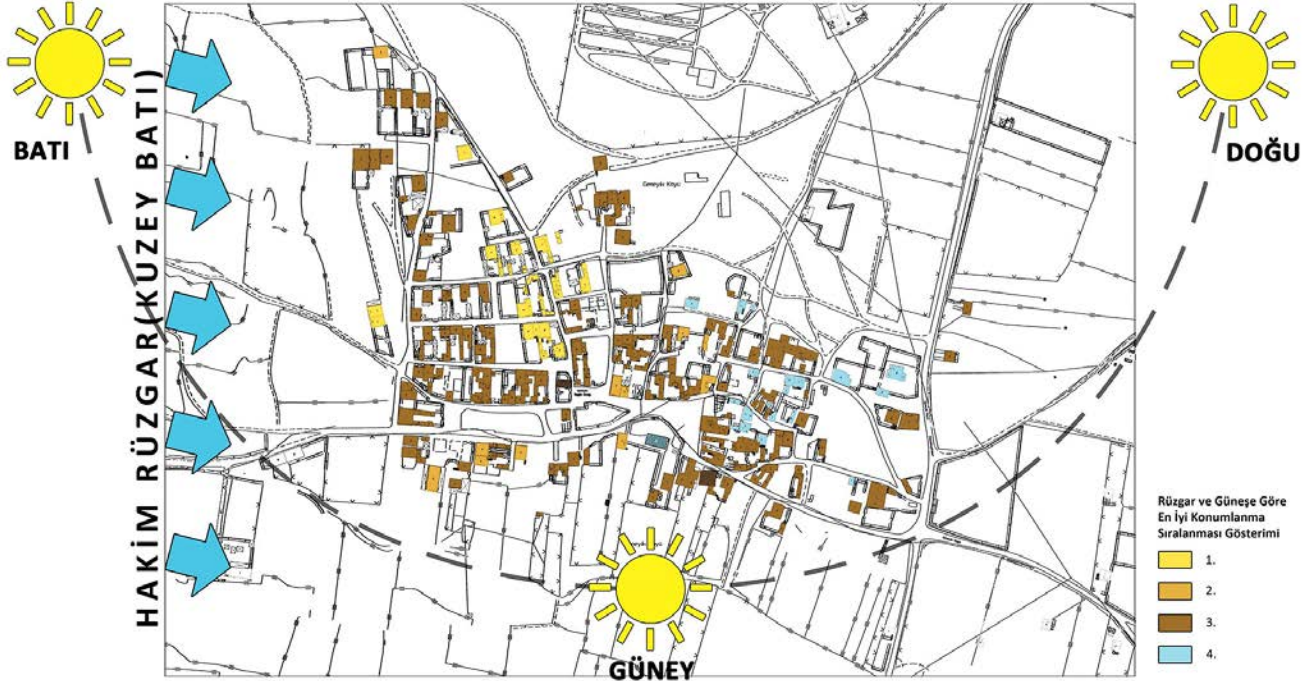 BATI
HAKİM RÜZGAR(KUZEY BATI)
DOĞU
GÜNEY
Rüzgar ve Güneşe Göre
En İyi Konumlanma
Sıralanması Gösterimi
1.
2.
3.
4.